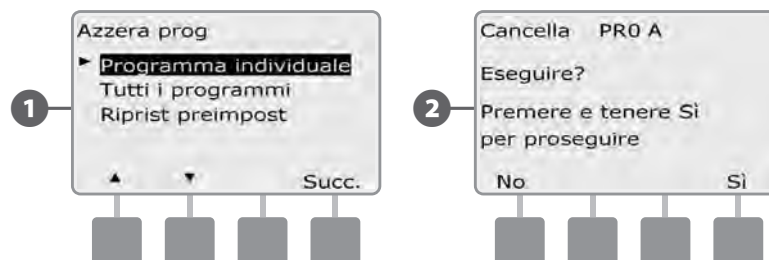 1
Azzera prog
Programma individuale
Tutti i programmi
Riprist preimpost
Succ.
2
Cancella PR0 A
Eseguire?
Premere e tenere Sì
per proseguire
No Sì